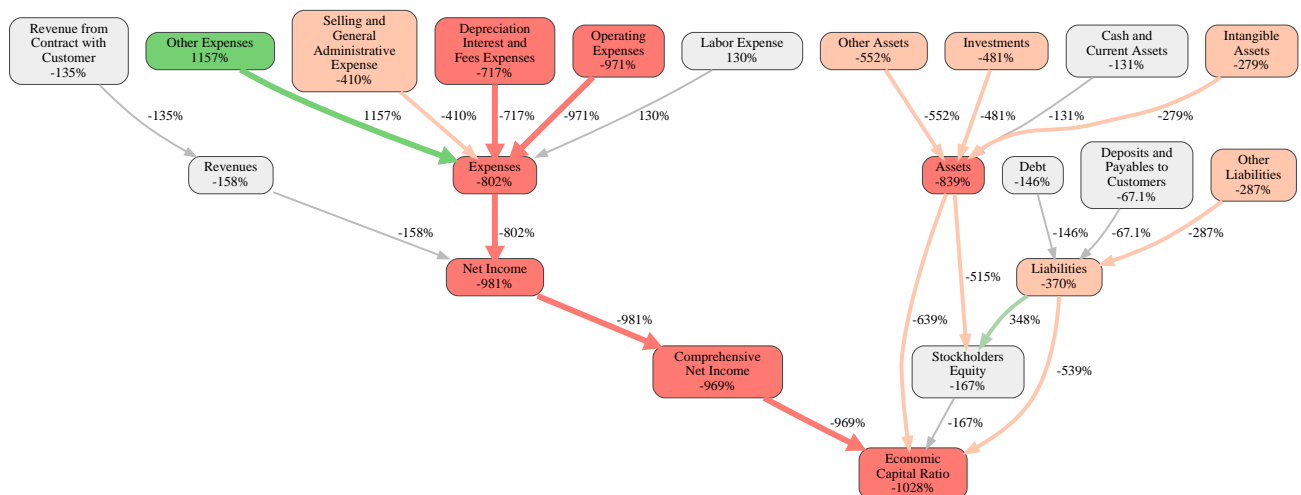 Revenue from
Contract with
Customer
-135%
Other Expenses
1157%
Selling and
General
Administrative
Expense
-410%
Depreciation
Interest and
Fees Expenses
-717%
Operating
Expenses
-971%
Labor Expense
130%
Other Assets
-552%
Investments
-481%
Cash and
Current Assets
-131%
Intangible
Assets
-279%
-135%
1157%
-410%
-717%
-971%
130%
-552%
-481%
-131%
-279%
Revenues
-158%
Expenses
-802%
Assets
-839%
Debt
-146%
Deposits and
Payables to
Customers
-67.1%
Other
Liabilities
-287%
-158%
-802%
-146%
-67.1%
-287%
Net Income
-981%
Liabilities
-370%
-515%
-981%
-639%
348%
Comprehensive
Net Income
-969%
Stockholders
Equity
-167%
-539%
-969%
-167%
Economic
Capital Ratio
-1028%